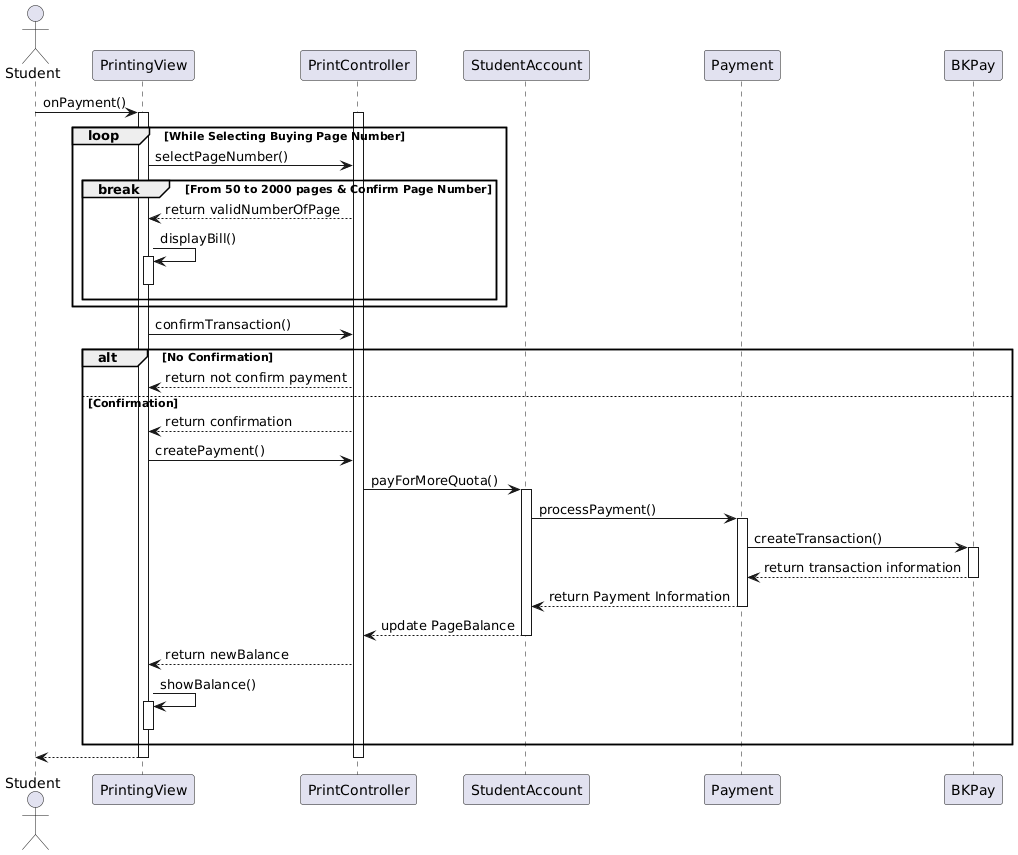 Student
PrintingView
PrintController
StudentAccount
Payment
BKPay
onPayment()
loop
[While Selecting Buying Page Number]
selectPageNumber()
break
[From 50 to 2000 pages & Confirm Page Number]
return validNumberOfPage
displayBill()
confirmTransaction()
alt
[No Confirmation]
return not confirm payment
[Confirmation]
return confirmation
createPayment()
payForMoreQuota()
processPayment()
createTransaction()
return transaction information
return Payment Information
update PageBalance
return newBalance
showBalance()
Student
PrintingView
PrintController
StudentAccount
Payment
BKPay